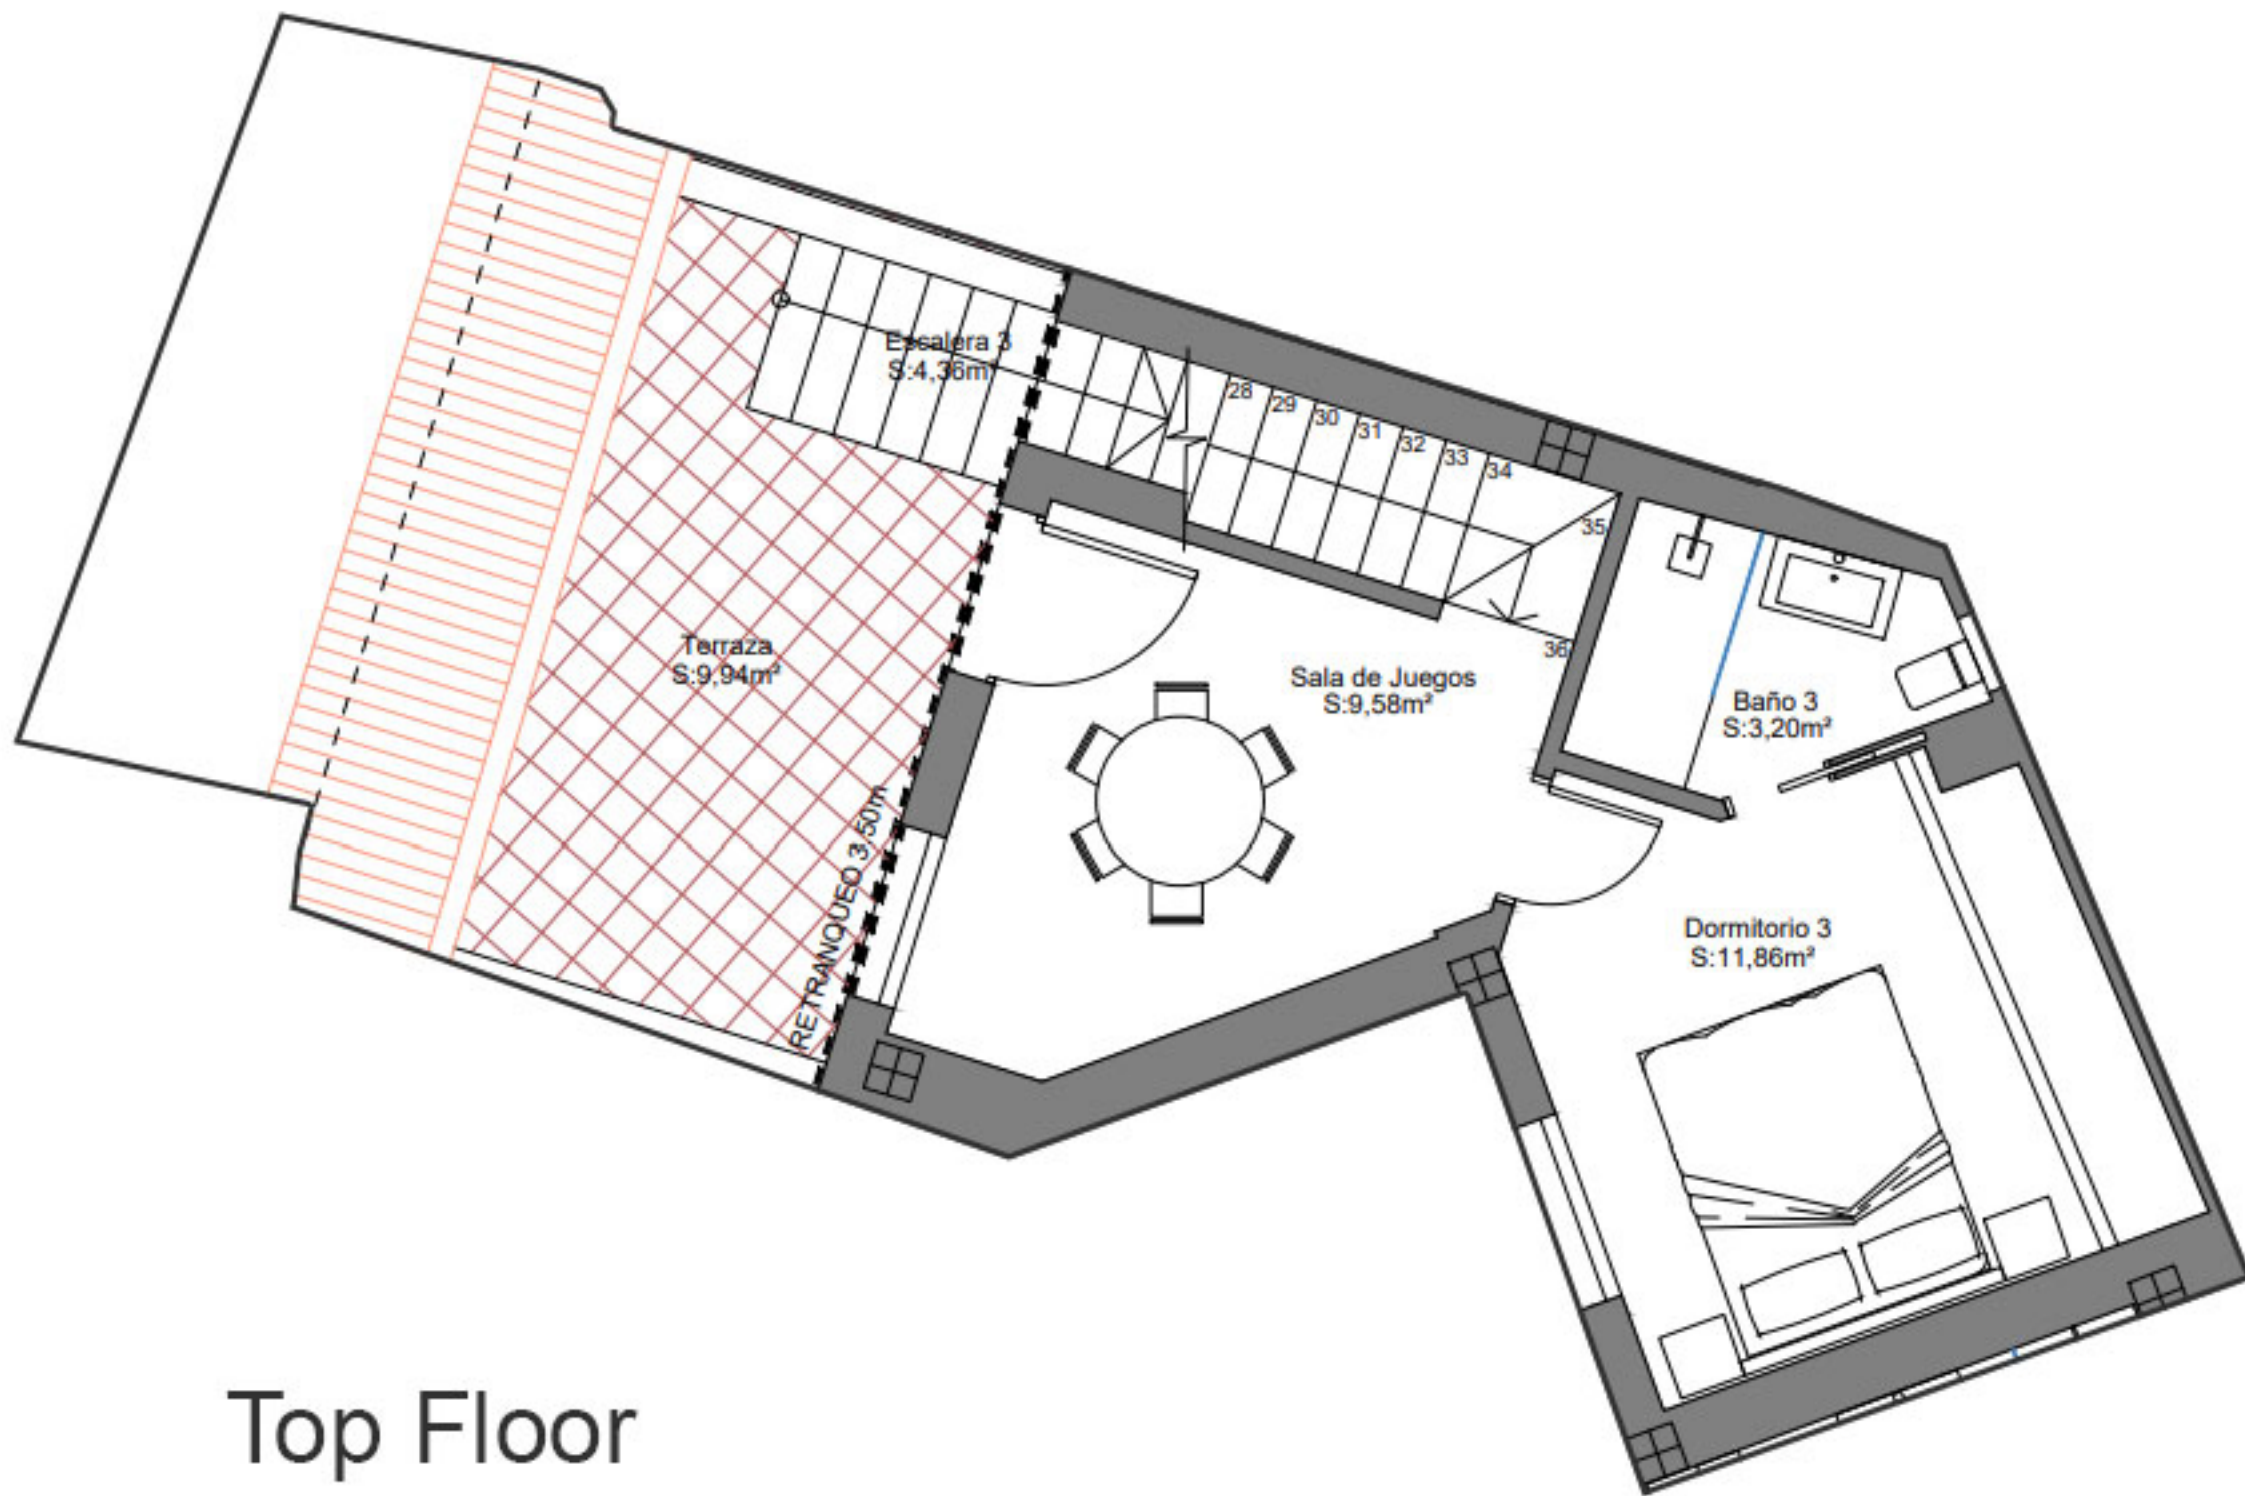 Escalera 3
S:4,36m²
28
29
30
31
32
33
34
35
36
Terraza
S:9,94m²
Sala de Juegos
S:9,58m²
Baño 3
S:3,20m²
RETRANQUEO 3,50m
Dormitorio 3
S:11,86m²
Top Floor